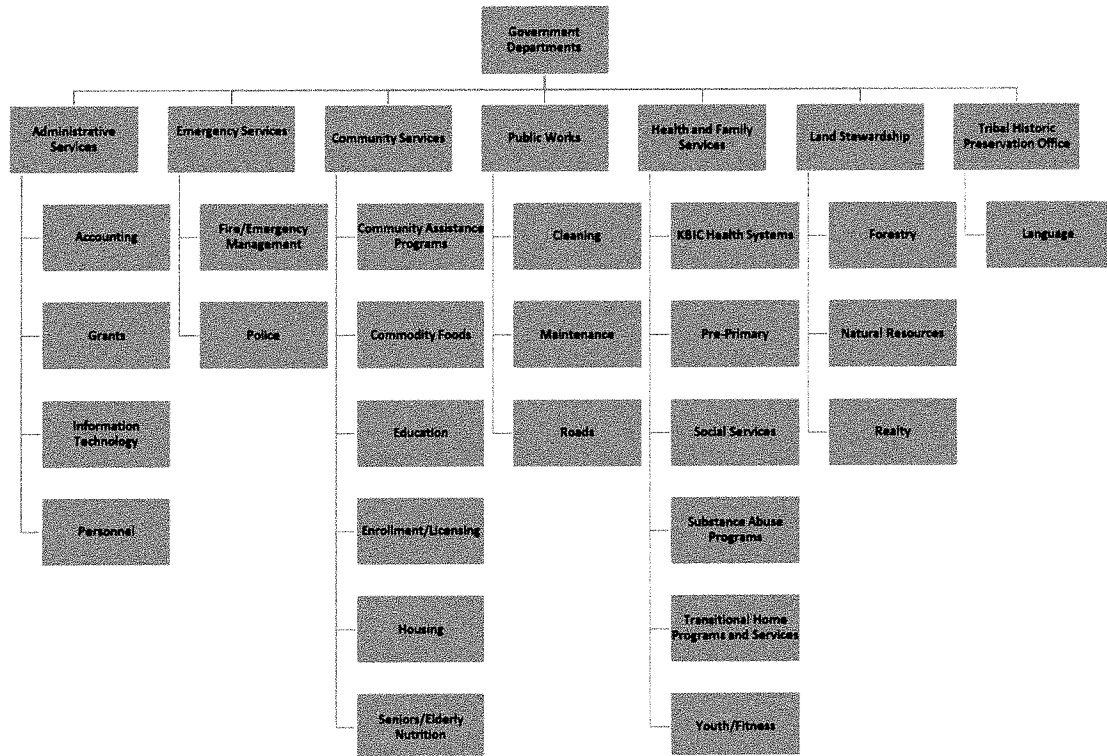 Government
Departments
Administrative
Services
Emergency Services
Community Services
Public Works
Health and Family
Services
Land Stewardship
Tribal Historic
Preservation Office
Accounting
Grants
Information
Technology
Personnel
Fire/Emergency
Management
Police
Community Assistance
Programs
Commodity Foods
Education
Enrollment/Licensing
Housing
Seniors/Elderly
Nutrition
Cleaning
Maintenance
Roads
KBIC Health Systems
Pre-Primary
Social Services
Substance Abuse
Programs
Transitional Home
Programs and Services
Youth/Fitness
Forestry
Natural Resources
Realty
Language